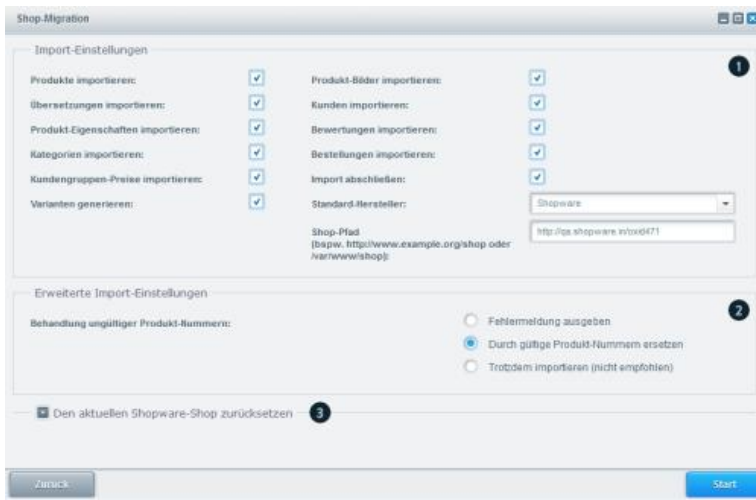 Shop-Migration
Import-Einstellungen
1
Produkte importieren:
Produkt-Bilder importieren:
Übersetzungen importieren:
Kunden importieren:
Produkt-Eigenschaften importieren:
Bewertungen importieren:
Kategorien importieren:
Bestellungen importieren:
Kundengruppen-Preise importieren:
Import abschließen:
Varianten generieren:
Standard-Hersteller:
Shopware
Shop-Pfad
(bspw. http://www.example.org/shop oder
/var/www/shop):
http://qa.shopware.in/oxid471
Erweiterte Import-Einstellungen
2
Behandlung ungültiger Produkt-Nummern:
Fehlermeldung ausgeben
Durch gültige Produkt-Nummern ersetzen
Trotzdem importieren (nicht empfohlen)
Den aktuellen Shopware-Shop zurücksetzen
3
Zurück
Start